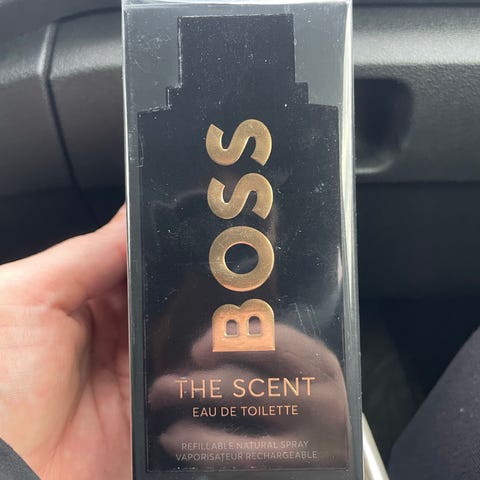 BOSS
THE SCENT
EAU DE TOILETTE
REFILLABLE NATURAL SPRAY
VAPORISATEUR RECHARGEABLE